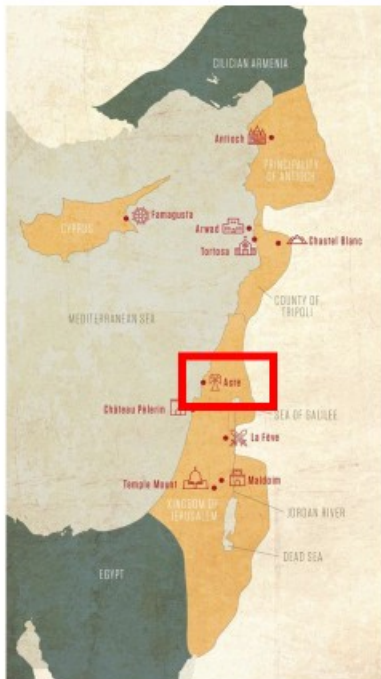 CILICIAN ARMENIA
Antioch
PRINCIPALITY
OF ANTIOCH
Famagusta
CYPRUS
Arwad
Tortosa
Chastel Blanc
COUNTY OF
TRIPOLI
MEDITERRANEAN SEA
Acre
Château Pèlerin
SEA OF GALILEE
La Fève
Temple Mount
Maldoim
KINGDOM OF
JERUSALEM
JORDAN RIVER
DEAD SEA
EGYPT